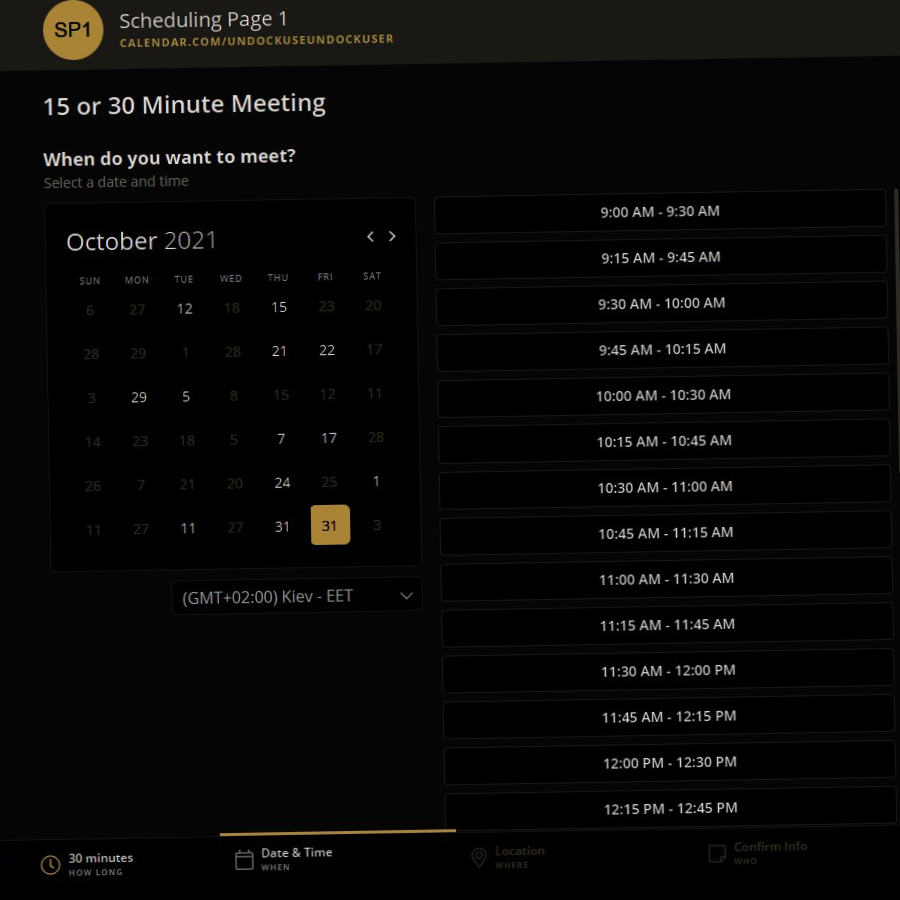 SP1
Scheduling Page 1
CALENDAR.COM/UNDOCKUSEUNDOCKUSER
15 or 30 Minute Meeting
When do you want to meet?
Select a date and time
October 2021
SUN MON TUE WED THU FRI SAT
6 27 12 18 15 23 20
28 29 1 28 21 22 17
3 29 5 8 15 12 11
14 23 18 5 7 17 28
26 7 21 20 24 25 1
11 27 11 27 31 31 3
(GMT+02:00) Kiev - EET
9:00 AM - 9:30 AM
9:15 AM - 9:45 AM
9:30 AM - 10:00 AM
9:45 AM - 10:15 AM
10:00 AM - 10:30 AM
10:15 AM - 10:45 AM
10:30 AM - 11:00 AM
10:45 AM - 11:15 AM
11:00 AM - 11:30 AM
11:15 AM - 11:45 AM
11:30 AM - 12:00 PM
11:45 AM - 12:15 PM
12:00 PM - 12:30 PM
12:15 PM - 12:45 PM
30 minutes
HOW LONG
Date & Time
WHEN
Location
WHERE
Confirm Info
WHO